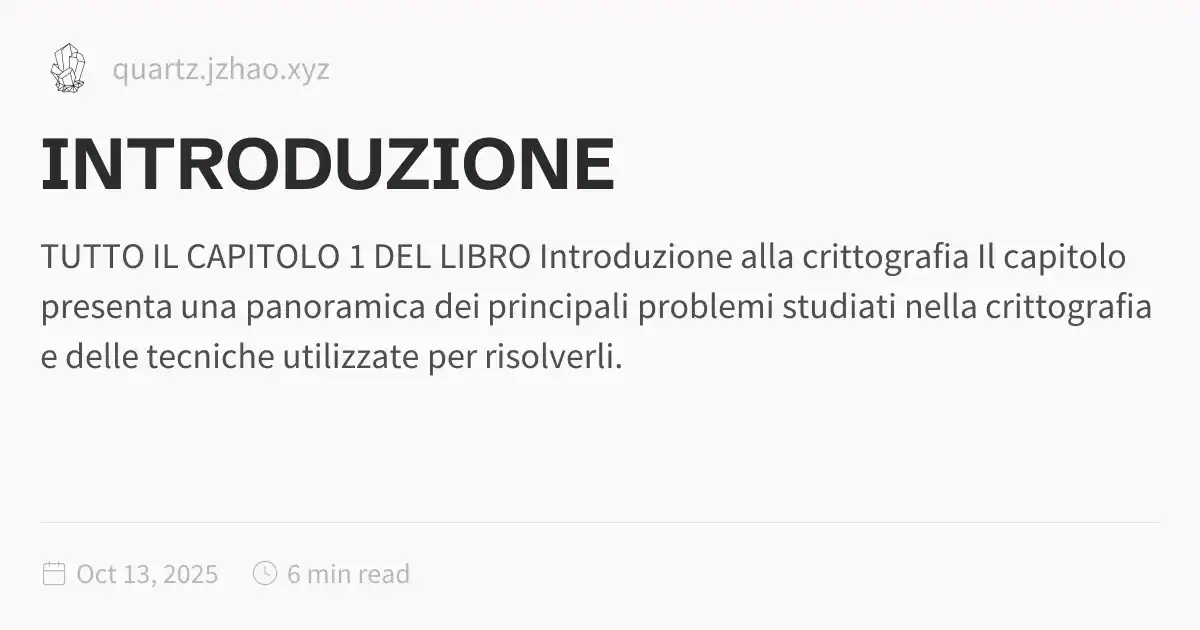 quartz.jzhao.xyz
INTRODUZIONE
TUTTO IL CAPITOLO 1 DEL LIBRO Introduzione alla crittografia Il capitolo
presenta una panoramica dei principali problemi studiati nella crittografia
e delle tecniche utilizzate per risolverli.
Oct 13, 2025 6 min read